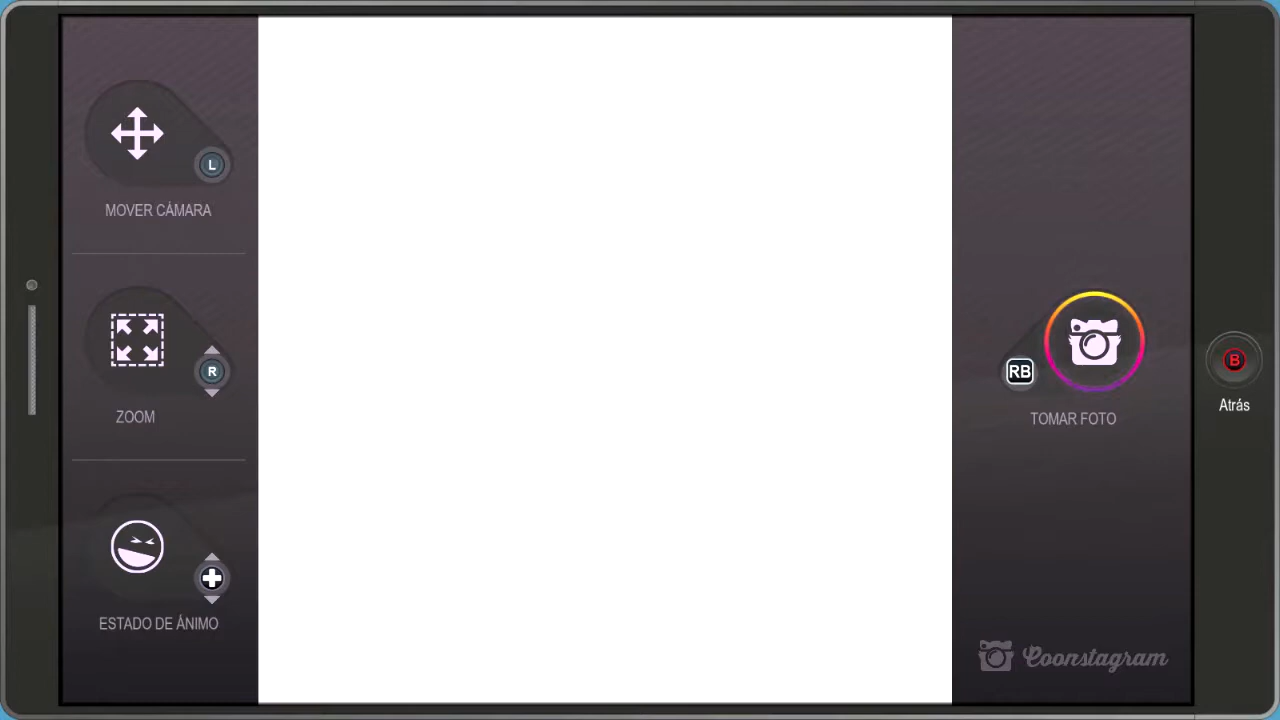 L
MOVER CÁMARA
R
ZOOM
ESTADO DE ÁNIMO
RB
TOMAR FOTO
B
Atrás
Coonstagram